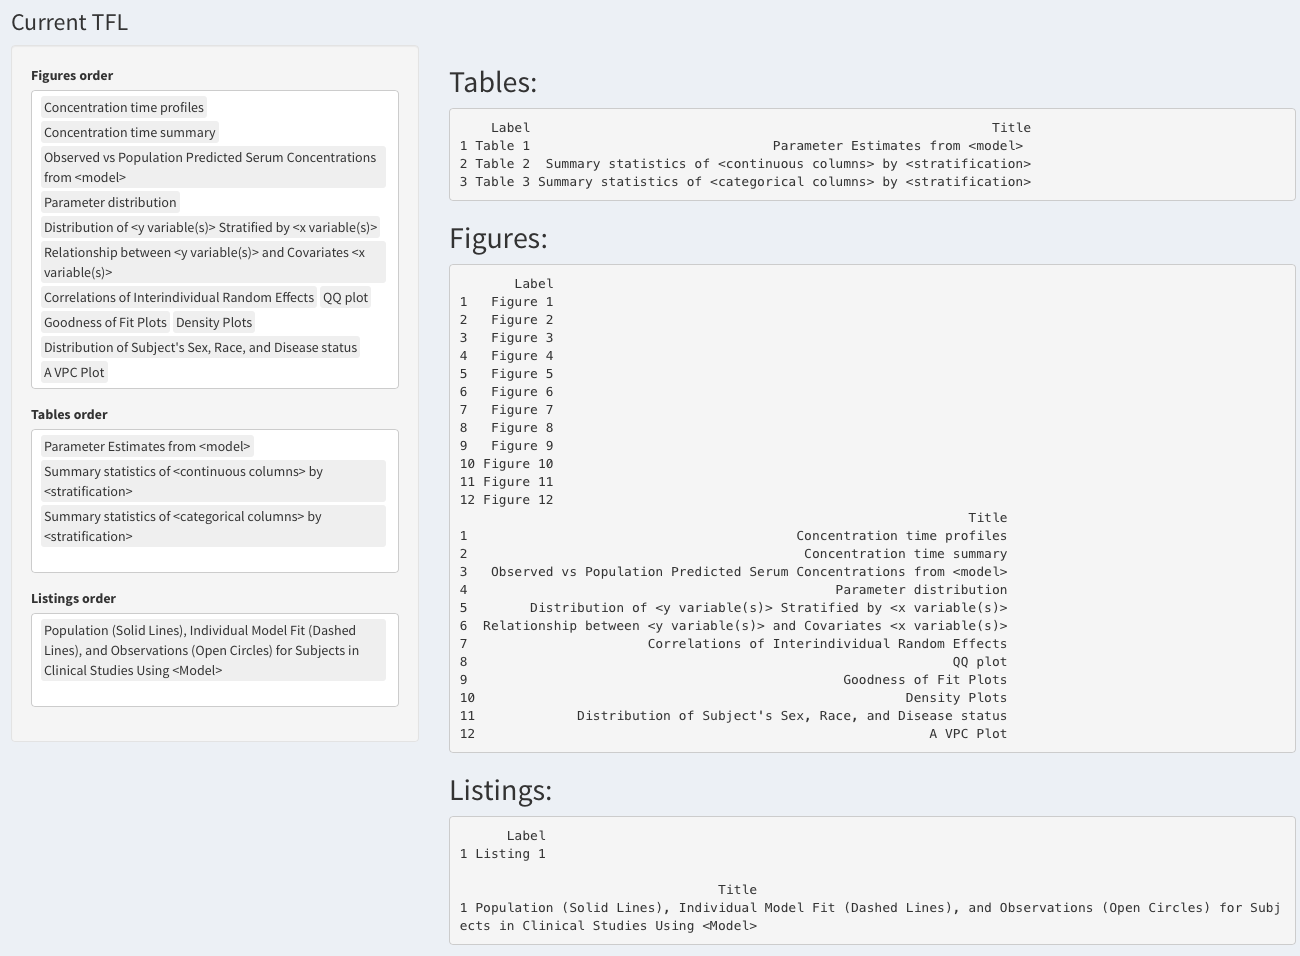 Current TFL
Figures order
Concentration time profiles
Concentration time summary
Observed vs Population Predicted Serum Concentrations
from <model>
Parameter distribution
Distribution of <y variable(s)> Stratified by <x variable(s)>
Relationship between <y variable(s)> and Covariates <x
variable(s)>
Correlations of Interindividual Random Effects QQ plot
Goodness of Fit Plots Density Plots
Distribution of Subject's Sex, Race, and Disease status
A VPC Plot
Tables order
Parameter Estimates from <model>
Summary statistics of <continuous columns> by
<stratification>
Summary statistics of <categorical columns> by
<stratification>
Listings order
Population (Solid Lines), Individual Model Fit (Dashed
Lines), and Observations (Open Circles) for Subjects in
Clinical Studies Using <Model>
Tables:
Label Title
1 Table 1 Parameter Estimates from <model>
2 Table 2 Summary statistics of <continuous columns> by <stratification>
3 Table 3 Summary statistics of <categorical columns> by <stratification>
Figures:
Label
1 Figure 1
2 Figure 2
3 Figure 3
4 Figure 4
5 Figure 5
6 Figure 6
7 Figure 7
8 Figure 8
9 Figure 9
10 Figure 10
11 Figure 11
12 Figure 12
Title
1 Concentration time profiles
2 Concentration time summary
3 Observed vs Population Predicted Serum Concentrations from <model>
4 Parameter distribution
5 Distribution of <y variable(s)> Stratified by <x variable(s)>
6 Relationship between <y variable(s)> and Covariates <x variable(s)>
7 Correlations of Interindividual Random Effects
8 QQ plot
9 Goodness of Fit Plots
10 Density Plots
11 Distribution of Subject's Sex, Race, and Disease status
12 A VPC Plot
Listings:
Label
1 Listing 1
Title
1 Population (Solid Lines), Individual Model Fit (Dashed Lines), and Observations (Open Circles) for Subj
ects in Clinical Studies Using <Model>